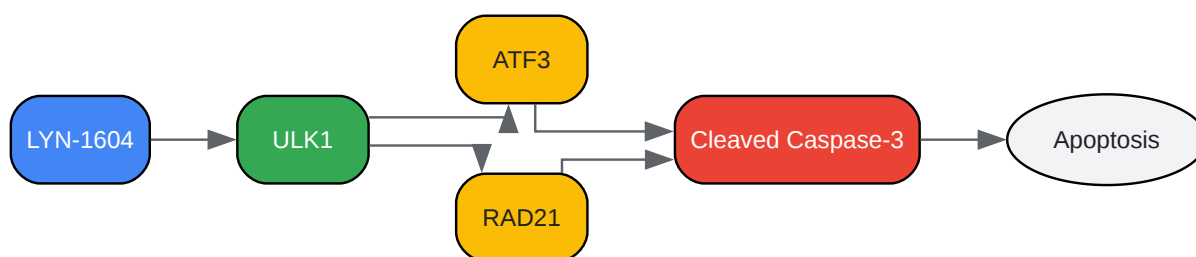 LYN-1604
ULK1
ATF3
RAD21
Cleaved Caspase-3
Apoptosis